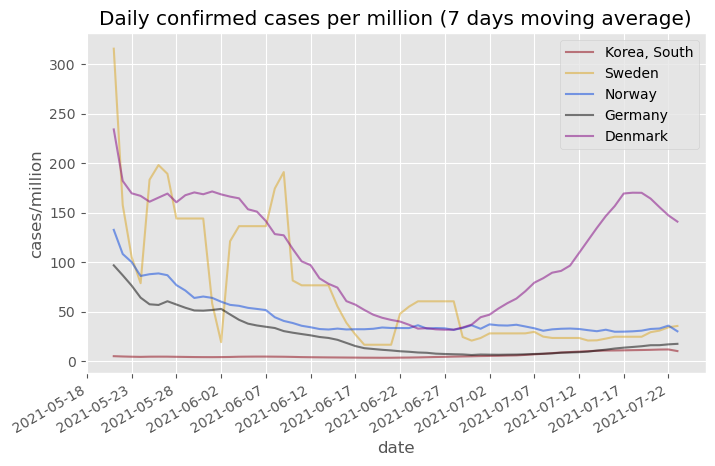 Daily confirmed cases per million (7 days moving average)
300
250
200
150
100
50
0
cases/million
Korea, South
Sweden
Norway
Germany
Denmark
2021-05-18
2021-05-23
2021-05-28
2021-06-02
2021-06-07
2021-06-12
2021-06-17
2021-06-22
2021-06-27
2021-07-02
2021-07-07
2021-07-12
2021-07-17
2021-07-22
date